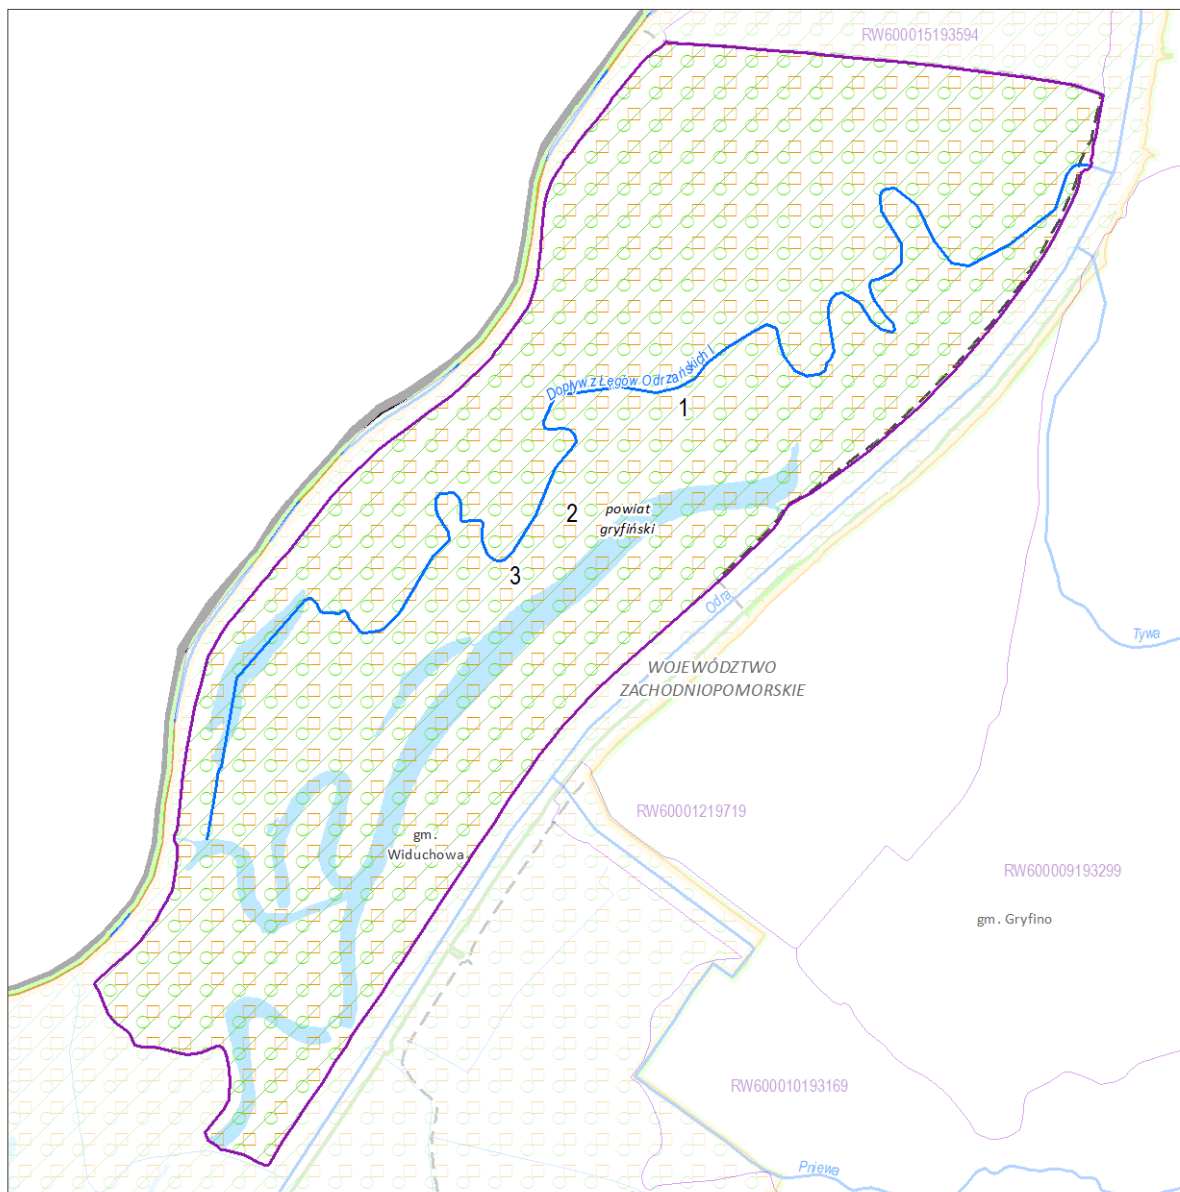 RW600015193594
Dopływ z Łęgów Odrzańskich I
1
2
powiat
gryfiński
3
Odra
Tywa
WOJEWÓDZTWO
ZACHODNIOPOMORSKIE
RW60001219719
gm.
Widuchowa
RW600009193299
gm. Gryfino
RW600010193169
Pniewa